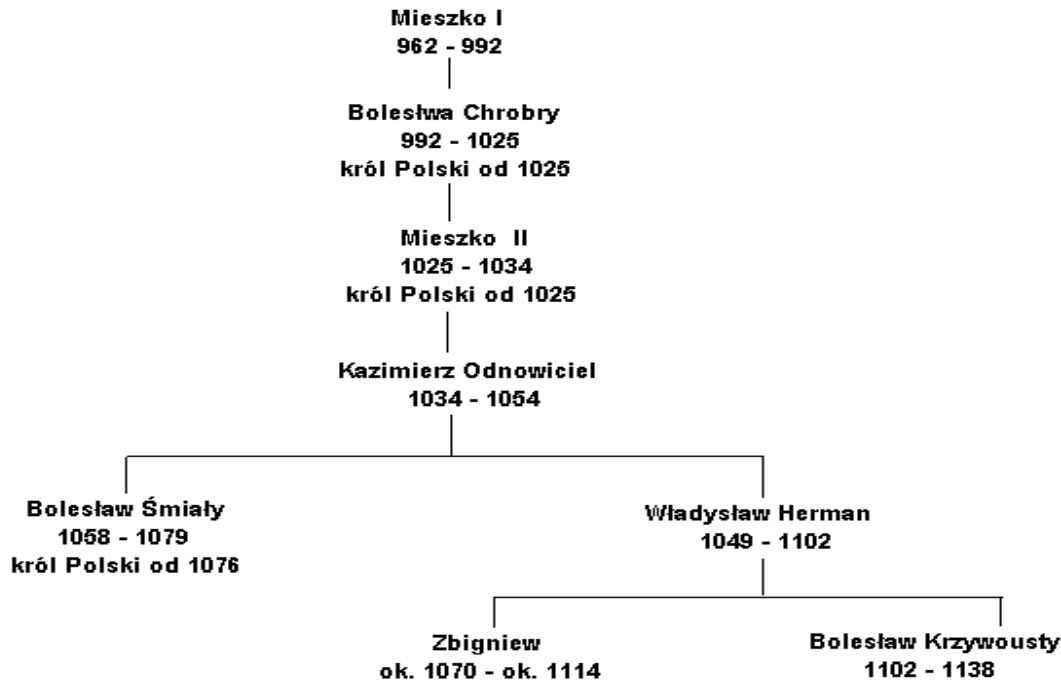 Mieszko I
962 - 992
Bolesłwa Chrobry
992 - 1025
król Polski od 1025
Mieszko II
1025 - 1034
król Polski od 1025
Kazimierz Odnowiciel
1034 - 1054
Bolesław Śmiały
1058 - 1079
król Polski od 1076
Władysław Herman
1049 - 1102
Zbigniew
ok. 1070 - ok. 1114
Bolesław Krzywousty
1102 - 1138